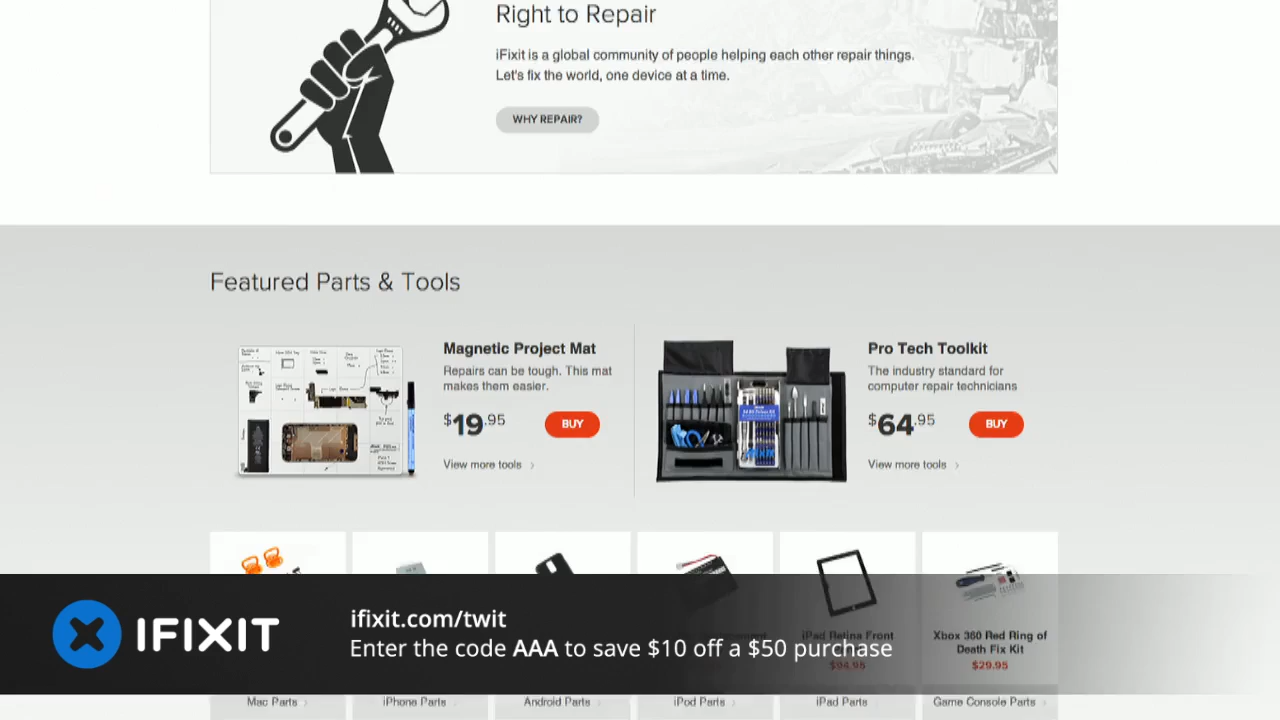 Right to Repair
iFixit is a global community of people helping each other repair things.
Let's fix the world, one device at a time.
WHY REPAIR?
Featured Parts & Tools
Magnetic Project Mat
Repairs can be tough. This mat
makes them easier.
$19.95
BUY
View more tools
Pro Tech Toolkit
The industry standard for
computer repair technicians
$64.95
BUY
View more tools
iPad Retina Front
$94.95
Xbox 360 Red Ring of
Death Fix Kit
$29.95
IFIXIT
ifixit.com/twit
Enter the code AAA to save $10 off a $50 purchase
Mac Parts
iPhone Parts
Android Parts
iPod Parts
iPad Parts
Game Console Parts